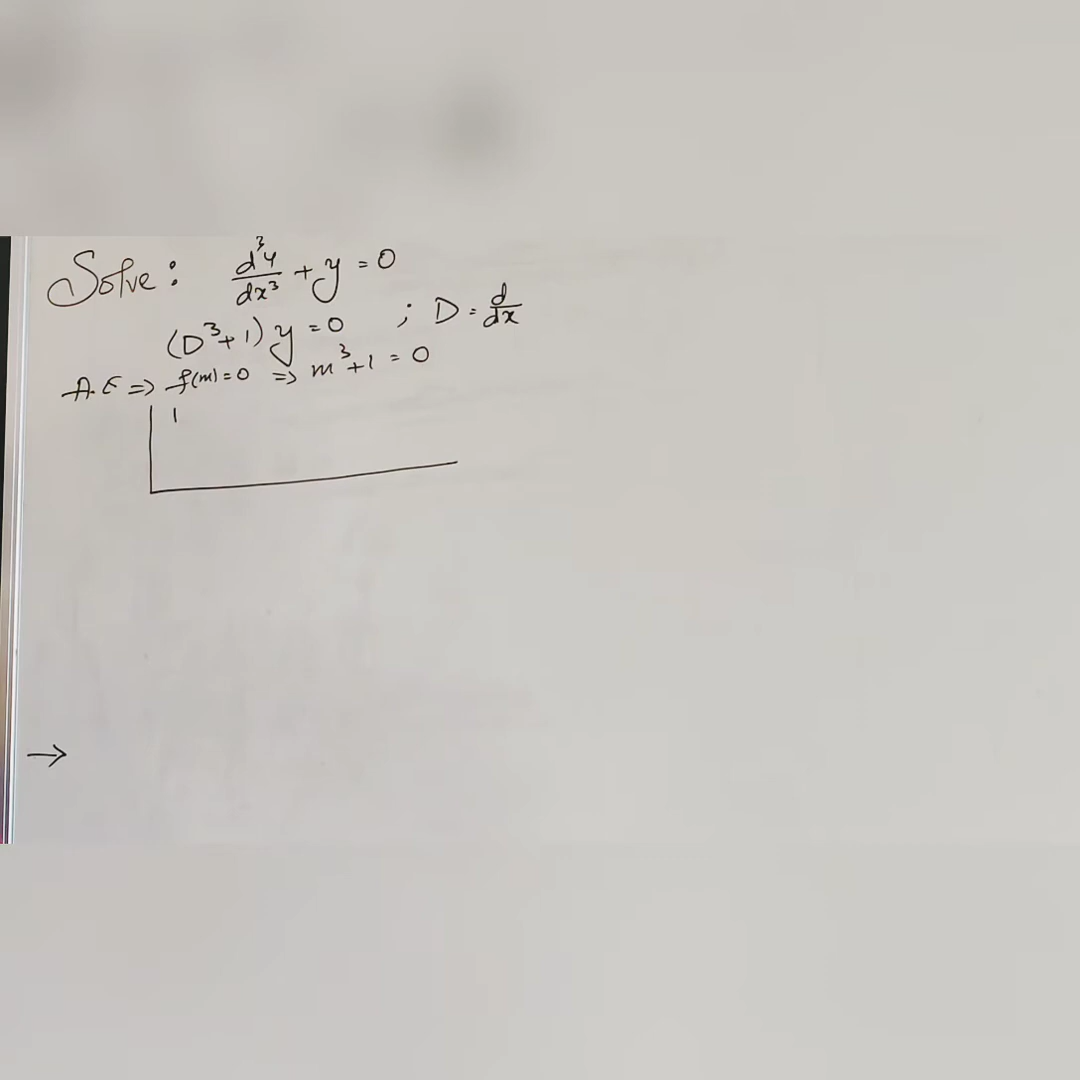 Solve: d³y/dx³ + y = 0
(D³+1) y = 0 ; D = d/dx
A.E => f(m) = 0 => m³+1 = 0
1
→